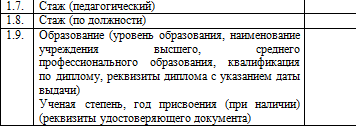 1.7. Стаж (педагогический)
1.8. Стаж (по должности)
1.9. Образование (уровень образования, наименование
учреждения высшего, среднего
профессионального образования, квалификация
по диплому, реквизиты диплома с указанием даты
выдачи)
Ученая степень, год присвоения (при наличии)
(реквизиты удостоверяющего документа)